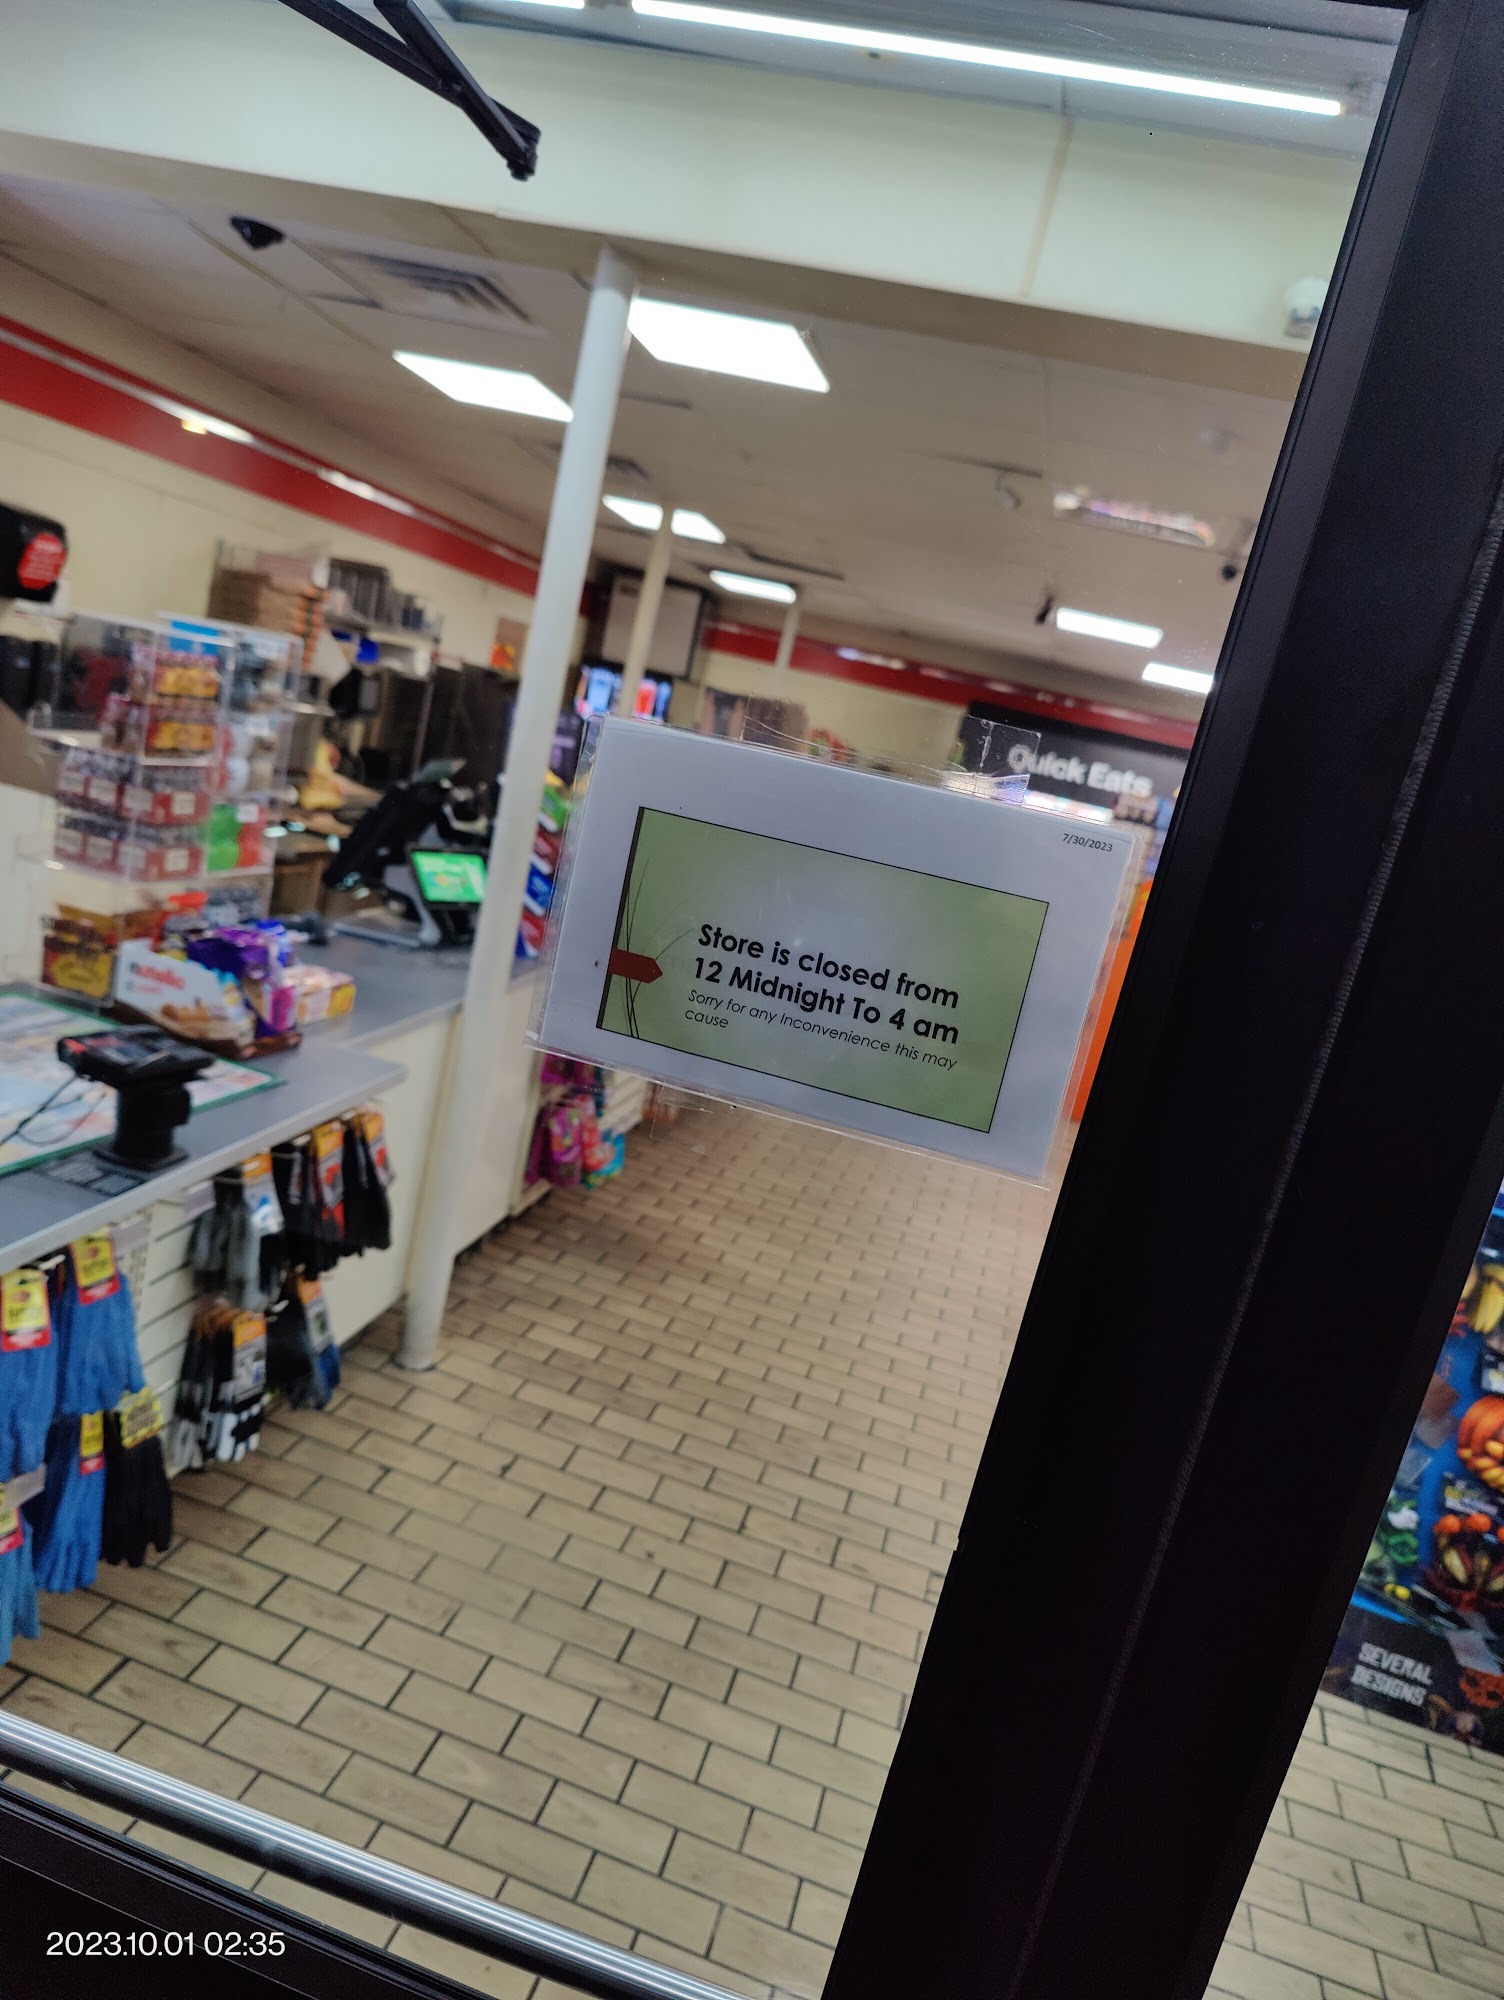 Quick Eats
7/30/2023
Store is closed from
12 Midnight To 4 am
Sorry for any Inconvenience this may
cause
SEVERAL
DESIGNS
2023.10.01 02:35